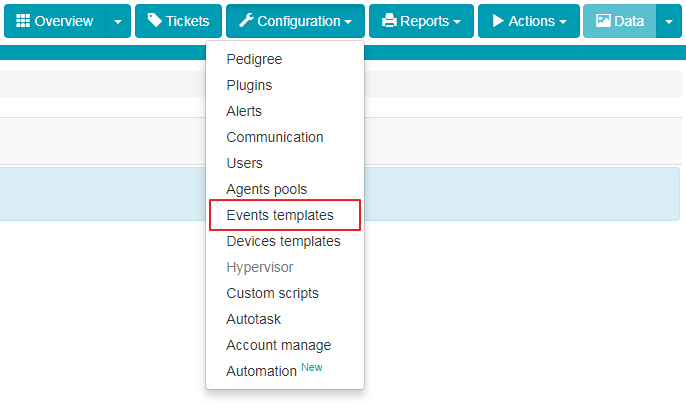 Overview Tickets Configuration Reports Actions Data
Pedigree
Plugins
Alerts
Communication
Users
Agents pools
Events templates
Devices templates
Hypervisor
Custom scripts
Autotask
Account manage
Automation New